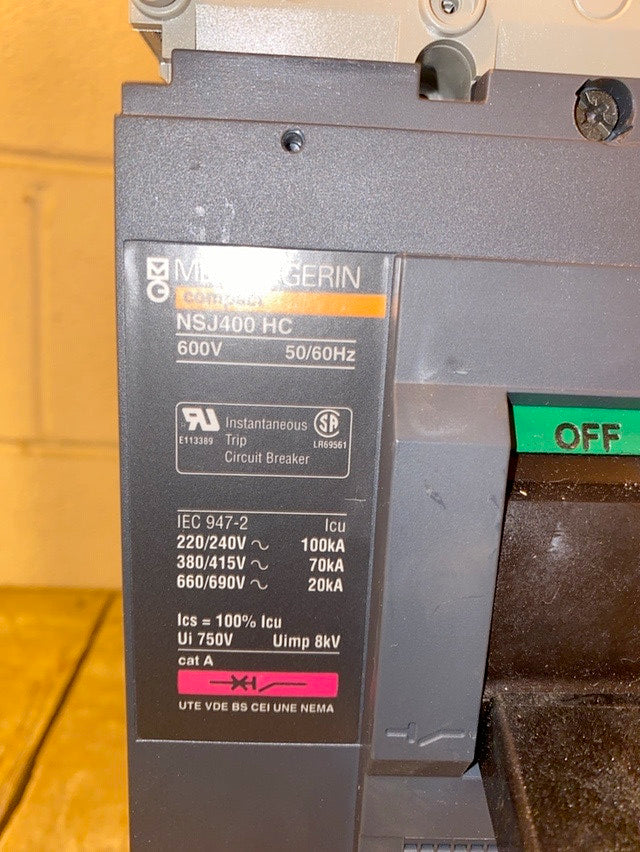 GERIN
compact
NSJ400 HC
600V 50/60Hz
E113389
Instantaneous
Trip
Circuit Breaker
LR69561
OFF
IEC 947-2 Icu
220/240V ~ 100kA
380/415V ~ 70kA
660/690V ~ 20kA
Ics = 100% Icu
Ui 750V Uimp 8kV
cat A
UTE VDE BS CEI UNE NEMA